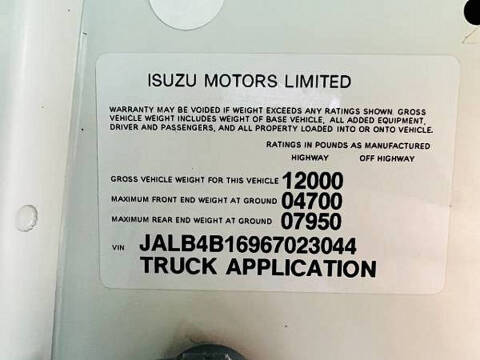 ISUZU MOTORS LIMITED
WARRANTY MAY BE VOIDED IF WEIGHT EXCEEDS ANY RATINGS SHOWN. GROSS
VEHICLE WEIGHT INCLUDES WEIGHT OF BASE VEHICLE, ALL ADDED EQUIPMENT,
DRIVER AND PASSENGERS, AND ALL PROPERTY LOADED INTO OR ONTO VEHICLE.
RATINGS IN POUNDS AS MANUFACTURED
HIGHWAY OFF HIGHWAY
GROSS VEHICLE WEIGHT FOR THIS VEHICLE 12000
MAXIMUM FRONT END WEIGHT AT GROUND 04700
MAXIMUM REAR END WEIGHT AT GROUND 07950
VIN JALB4B16967023044
TRUCK APPLICATION